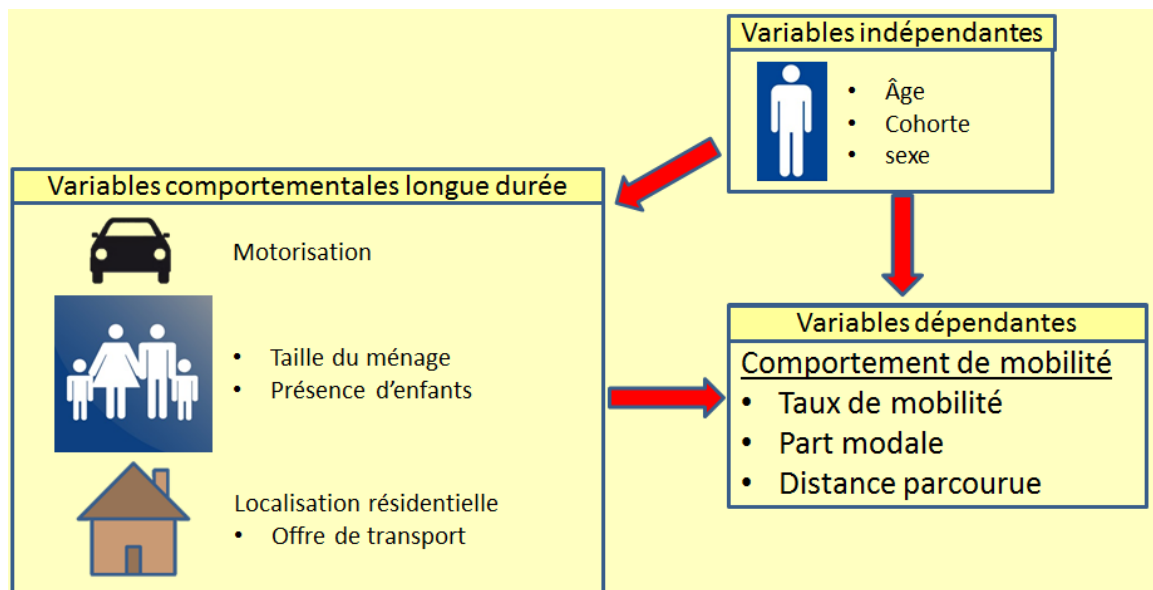 Variables indépendantes
• Âge
• Cohorte
• sexe
Variables comportementales longue durée
Motorisation
• Taille du ménage
• Présence d'enfants
Localisation résidentielle
• Offre de transport
Variables dépendantes
Comportement de mobilité
• Taux de mobilité
• Part modale
• Distance parcourue